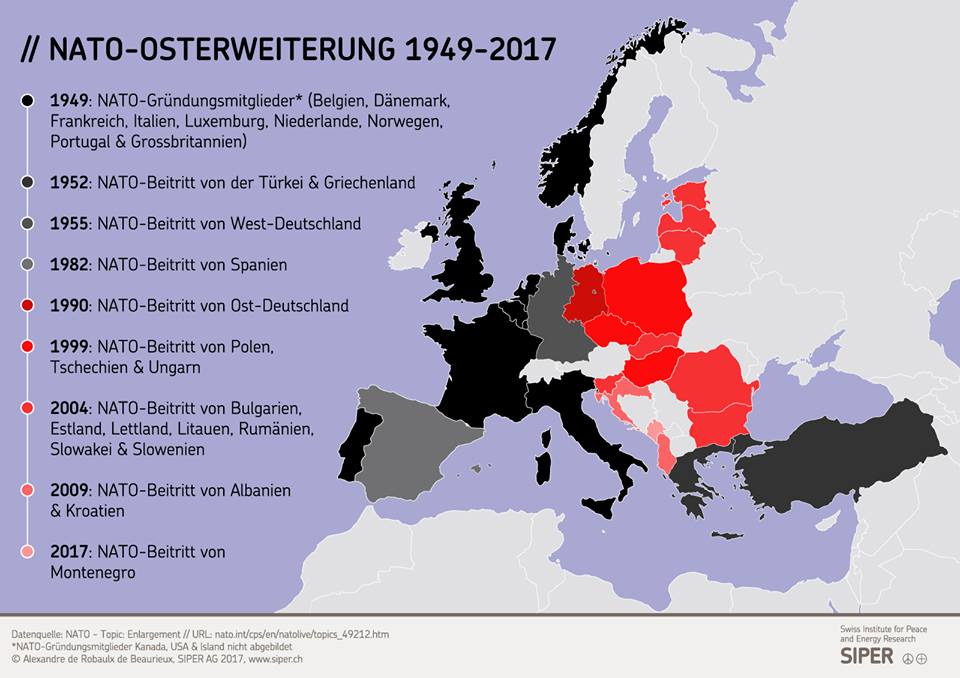 // NATO-OSTERWEITERUNG 1949-2017
1949: NATO-Gründungsmitglieder* (Belgien, Dänemark,
Frankreich, Italien, Luxemburg, Niederlande, Norwegen,
Portugal & Grossbritannien)
1952: NATO-Beitritt von der Türkei & Griechenland
1955: NATO-Beitritt von West-Deutschland
1982: NATO-Beitritt von Spanien
1990: NATO-Beitritt von Ost-Deutschland
1999: NATO-Beitritt von Polen,
Tschechien & Ungarn
2004: NATO-Beitritt von Bulgarien,
Estland, Lettland, Litauen, Rumänien,
Slowakei & Slowenien
2009: NATO-Beitritt von Albanien
& Kroatien
2017: NATO-Beitritt von
Montenegro
Datenquelle: NATO - Topic: Enlargement // URL: nato.int/cps/en/natolive/topics_49212.htm
*NATO-Gründungsmitglieder Kanada, USA & Island nicht abgebildet
© Alexandre de Robaulx de Beaurieux, SIPER AG 2017, www.siper.ch
Swiss Institute for Peace
and Energy Research
SIPER